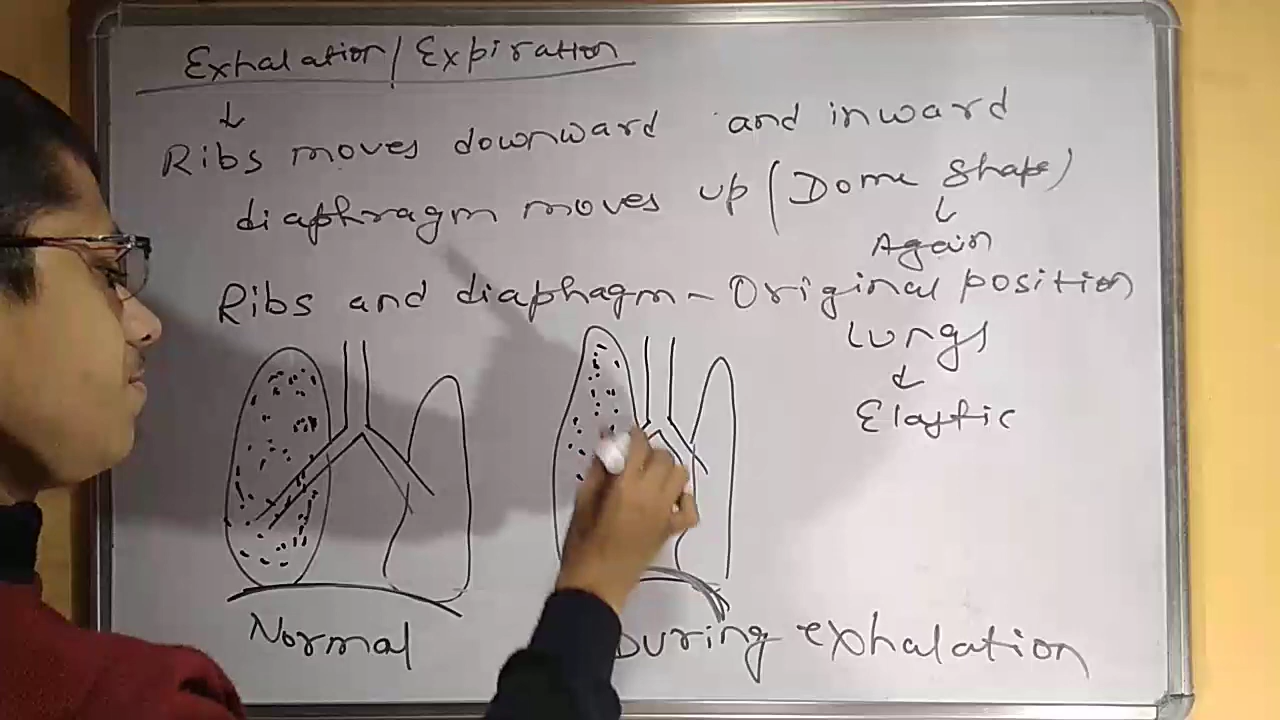 Exhalation/Expiration
↓
Ribs moves downward and inward
diaphragm moves up (Dome shape)
↓
Again
Ribs and diaphagm - Original position
Lungs
↓
Elastic
Normal
During exhalation